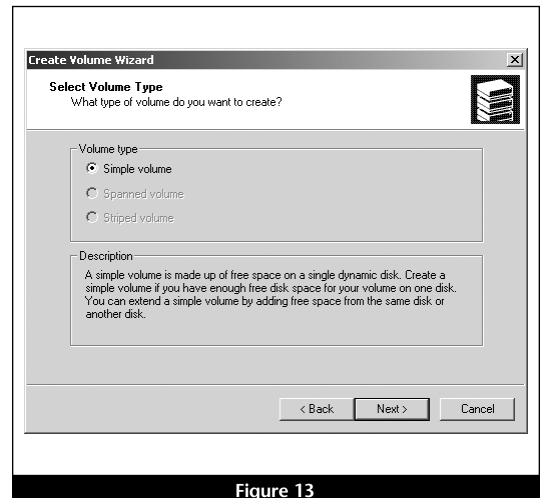 Create Volume Wizard
Select Volume Type
What type of volume do you want to create?
Volume type
Simple volume
Spanned volume
Striped volume
Description
A simple volume is made up of free space on a single dynamic disk. Create a
simple volume if you have enough free disk space for your volume on one disk.
You can extend a simple volume by adding free space from the same disk or
another disk.
< Back
Next >
Cancel
Figure 13